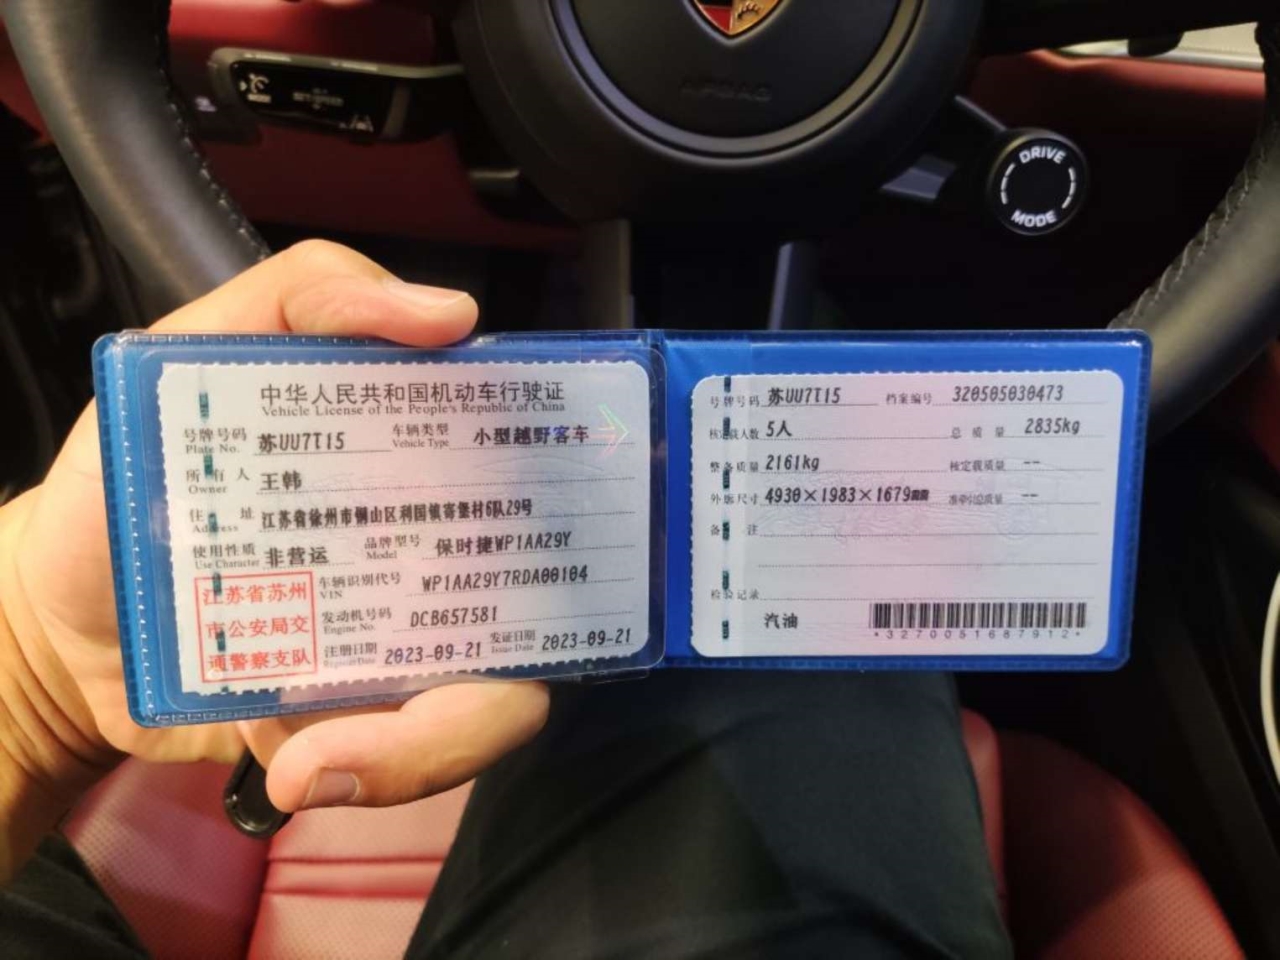 DRIVE
MODE
中华人民共和国机动车行驶证
Vehicle License of the People's Republic of China
号牌号码 苏UU7T15 车辆类型 小型越野客车
Plate No. Vehicle Type
所有人 王韩
Owner
住址 江苏省徐州市铜山区利国镇寄堡村6队29号
Address
使用性质 非营运 品牌型号 保时捷WP1AA29Y
Use Character Model
江苏省苏州
市公安局交
通警察支队
车辆识别代号 WP1AA29Y7RDA00104
VIN
发动机号码 DCB657581
Engine No.
注册日期 2023-09-21 发证日期 2023-09-21
Register Date Issue Date
号牌号码 苏UU7T15 档案编号 320505030473
核定载人数 5人 总质量 2835kg
整备质量 2161kg 核定载质量 --
外廓尺寸 4930×1983×1679mm 准牵引总质量 --
备注
检验记录
汽油
*3270051687912*